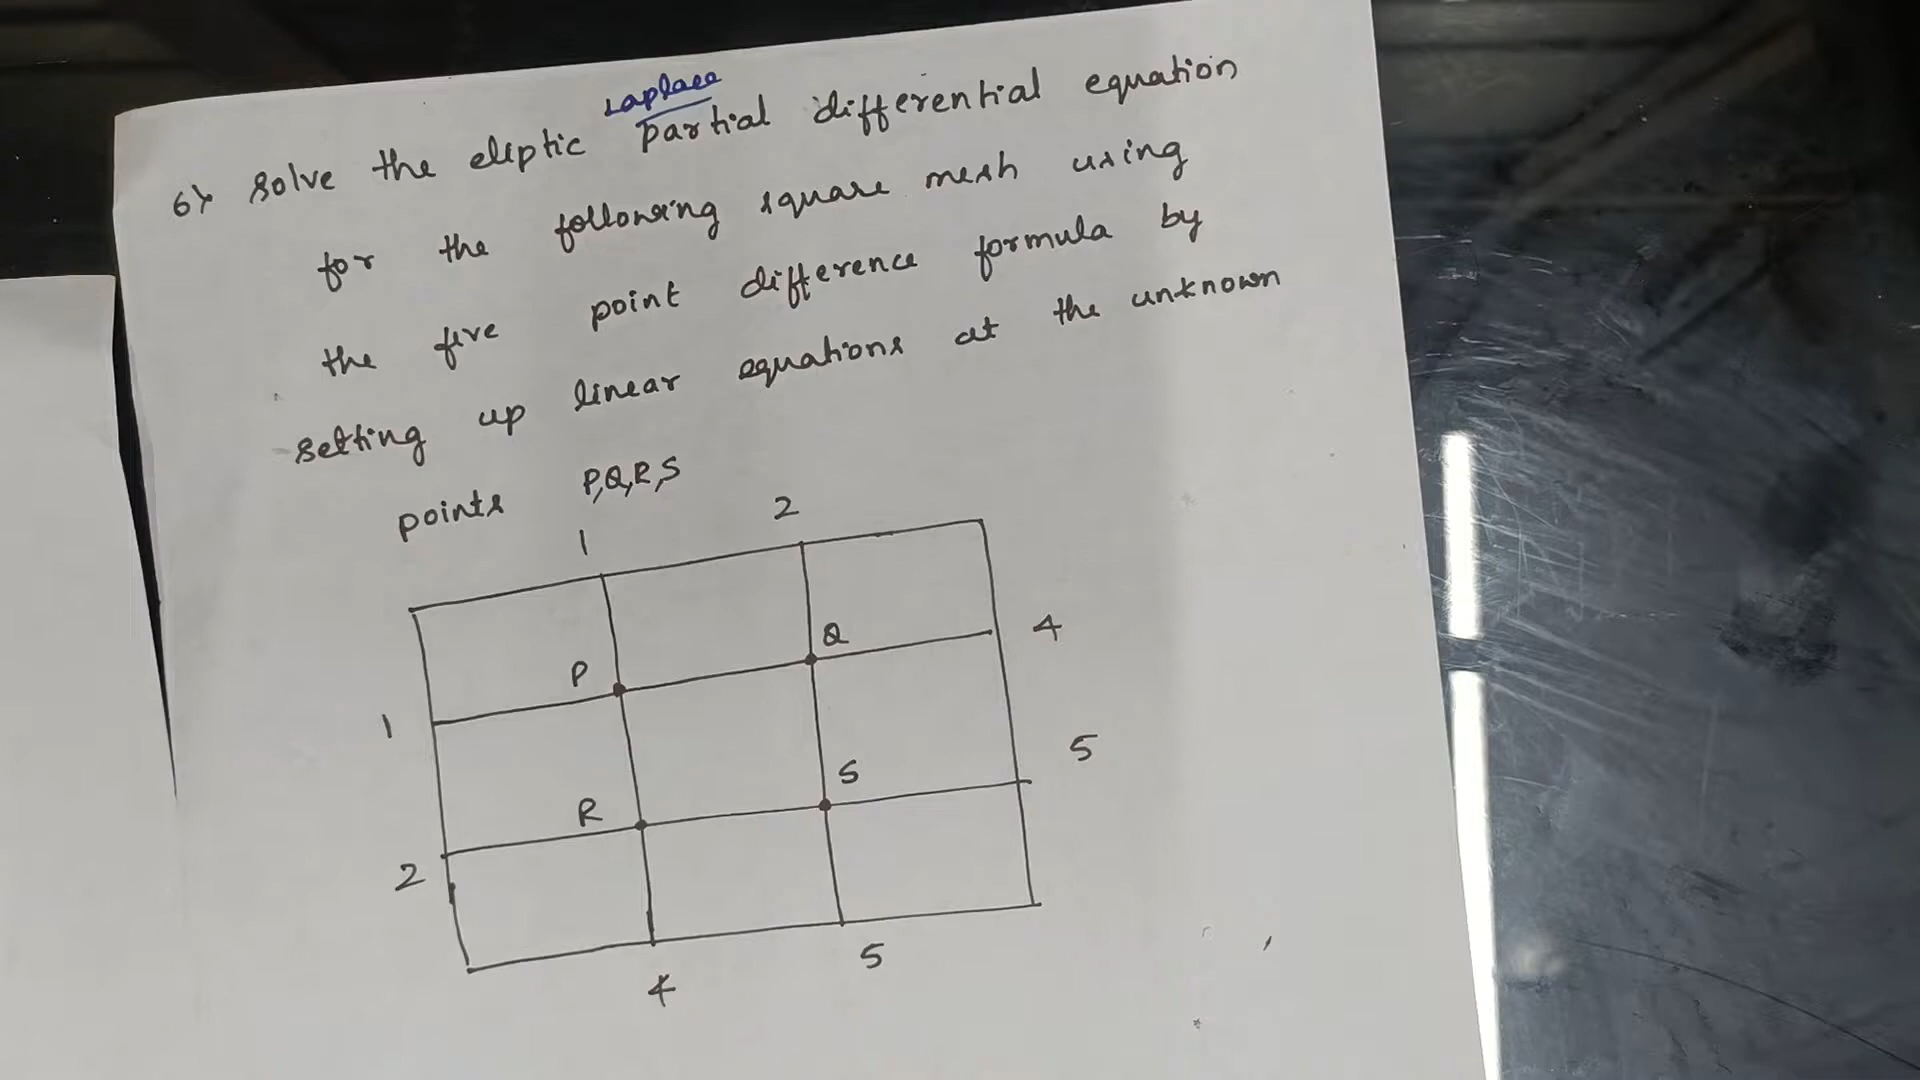 Laplace
6) solve the eliptic partial differential equation
for the following square mesh using
the five point difference formula by
setting up linear equations at the unknown
points P,Q,R,S
1 2
P Q 4
1
R S 5
2
4 5